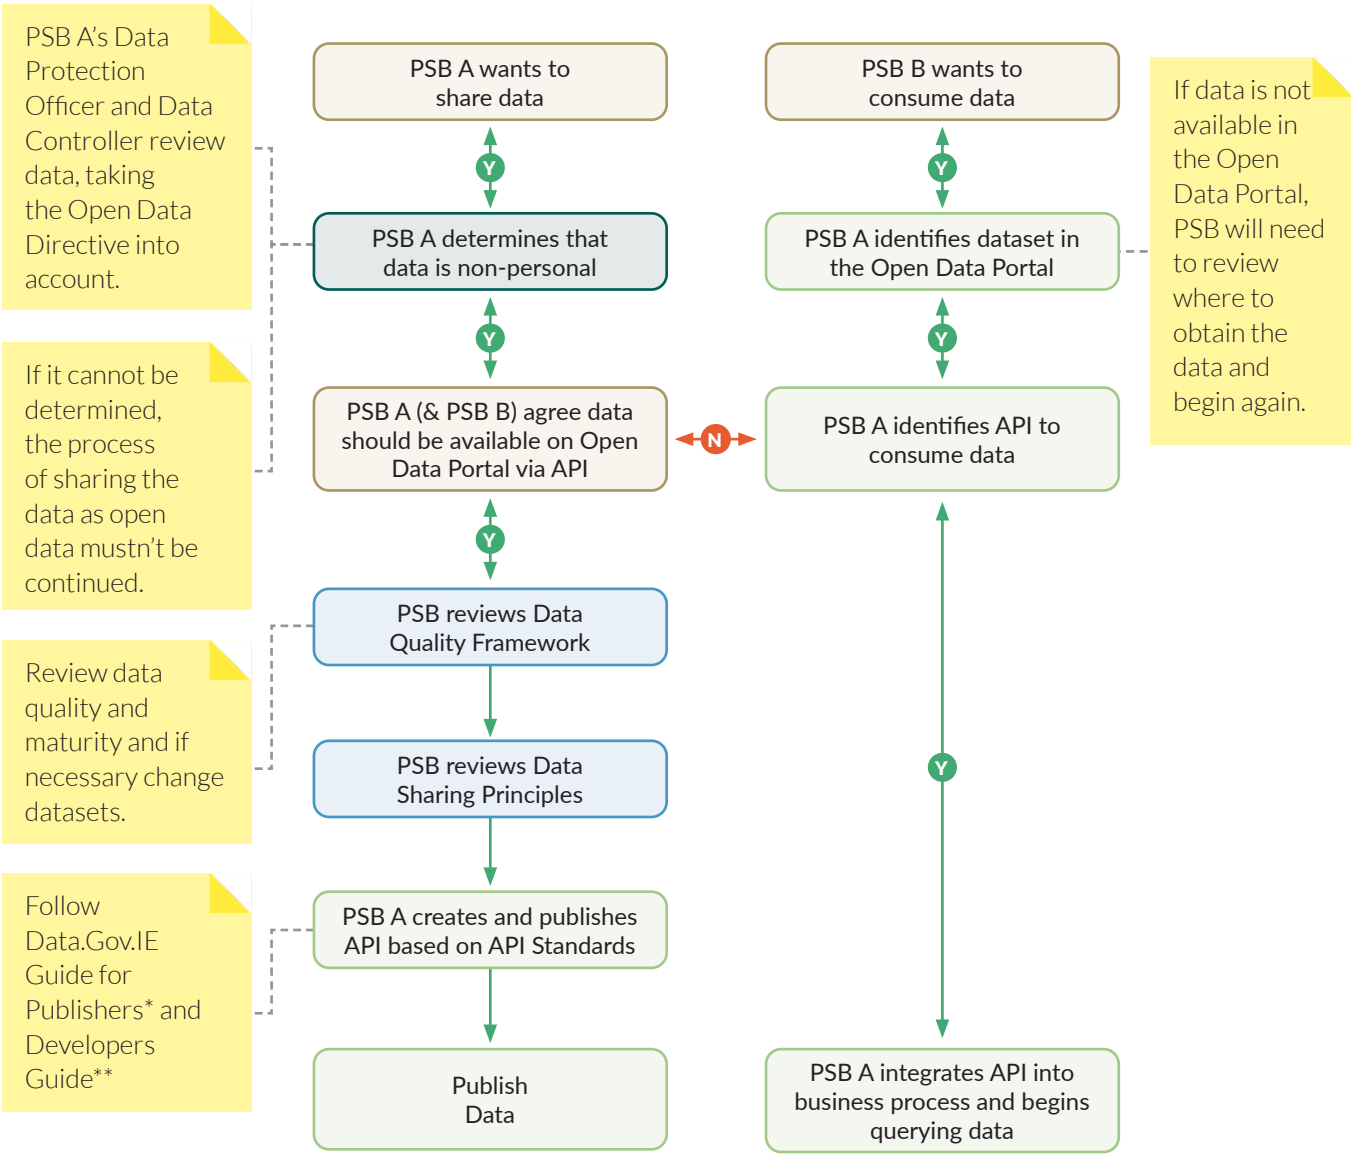 PSB A's Data
Protection
Officer and Data
Controller review
data, taking
the Open Data
Directive into
account.
If it cannot be
determined,
the process
of sharing the
data as open
data mustn't be
continued.
Review data
quality and
maturity and if
necessary change
datasets.
Follow
Data.Gov.IE
Guide for
Publishers* and
Developers
Guide**
PSB A wants to
share data
Y
PSB A determines that
data is non-personal
Y
PSB A (& PSB B) agree data
should be available on Open
Data Portal via API
Y
PSB reviews Data
Quality Framework
PSB reviews Data
Sharing Principles
PSB A creates and publishes
API based on API Standards
Publish
Data
N
PSB B wants to
consume data
Y
PSB A identifies dataset in
the Open Data Portal
Y
PSB A identifies API to
consume data
Y
PSB A integrates API into
business process and begins
querying data
If data is not
available in
the Open
Data Portal,
PSB will need
to review
where to
obtain the
data and
begin again.